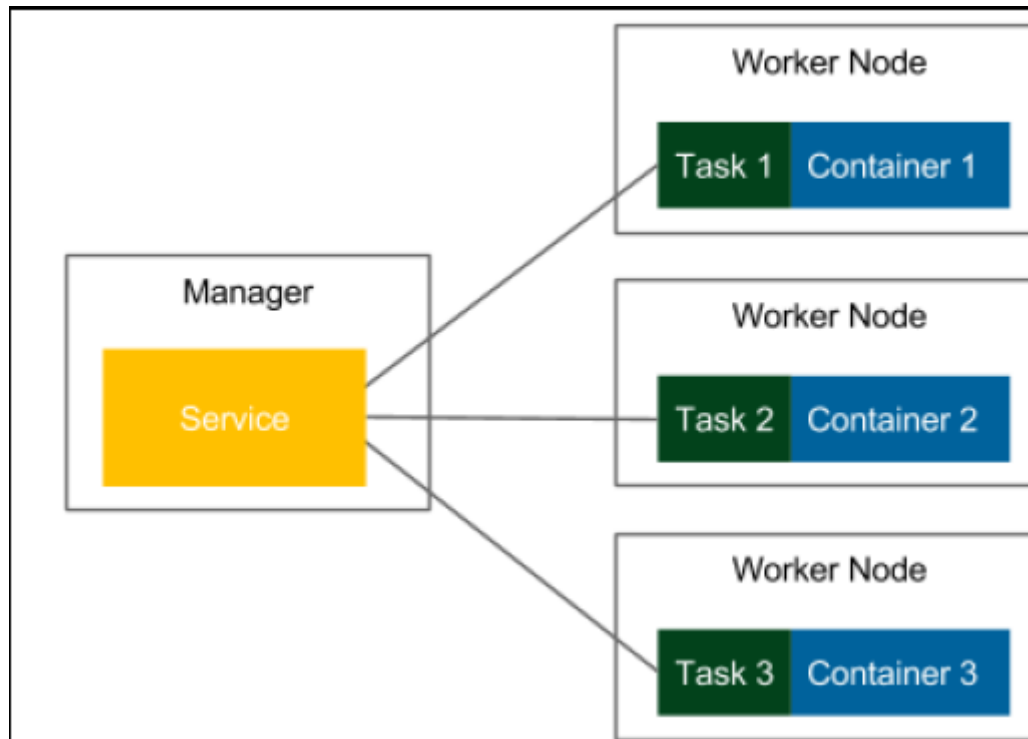 Manager
Service
Worker Node
Task 1 Container 1
Worker Node
Task 2 Container 2
Worker Node
Task 3 Container 3